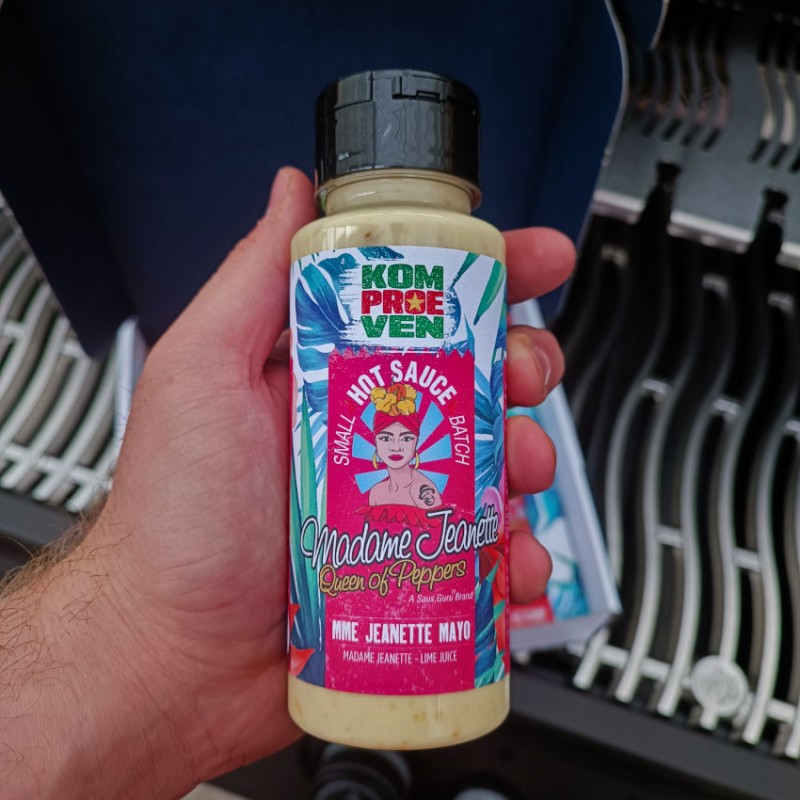 KOM
PROE
VEN
HOT SAUCE
SMALL BATCH
Madame Jeanette
Queen of Peppers
A Saus.Guru Brand
MME JEANETTE MAYO
MADAME JEANETTE - LIME JUICE